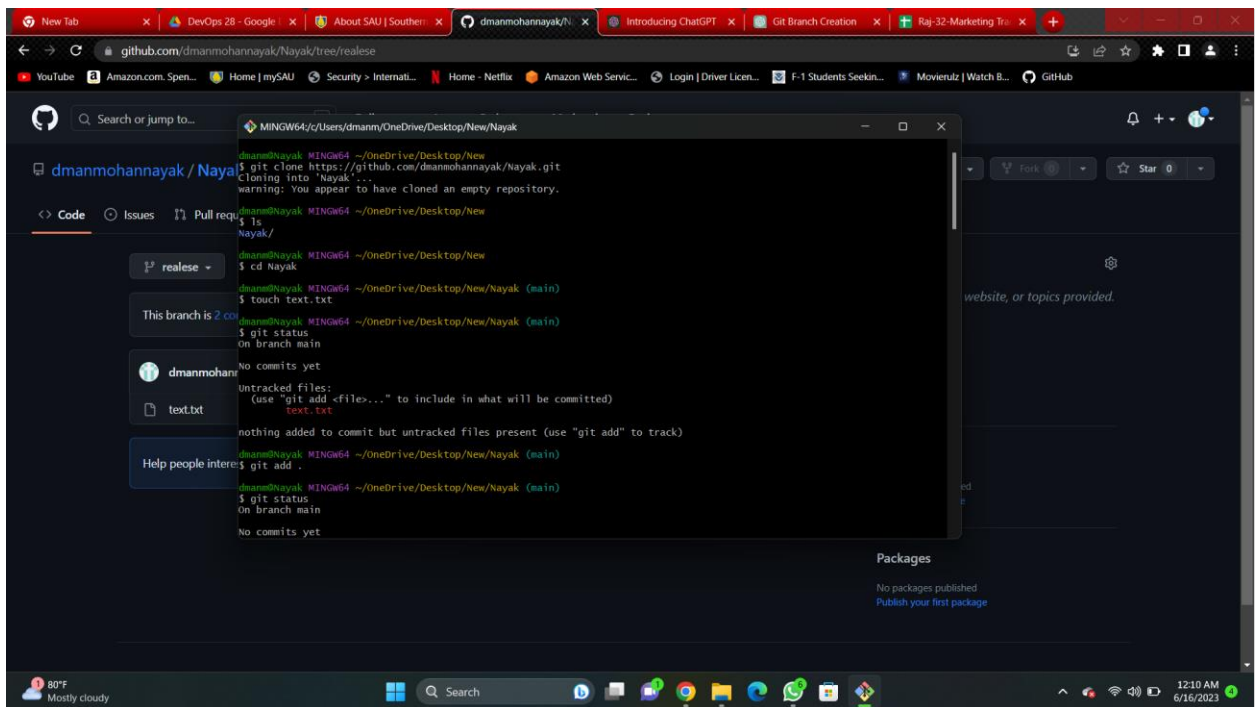 New Tab
DevOps 28 - Google
About SAU | Southern
dmanmohannayak/N
Introducing ChatGPT
Git Branch Creation
Raj-32-Marketing Tra
github.com/dmanmohannayak/Nayak/tree/realese
YouTube
Amazon.com. Spen...
Home | mySAU
Security > Internati...
Home - Netflix
Amazon Web Servic...
Login | Driver Licen...
F-1 Students Seekin...
Movierulz | Watch B...
GitHub
Search or jump to...
dmanmohannayak / Nayak
Fork 0
Star 0
<> Code
Issues
Pull requ
realese
This branch is 2 co
dmanmohann
text.txt
Help people intere
MINGW64:/c/Users/dmanm/OneDrive/Desktop/New/Nayak
dmanm@Nayak MINGW64 ~/OneDrive/Desktop/New
$ git clone https://github.com/dmanmohannayak/Nayak.git
Cloning into 'Nayak'...
warning: You appear to have cloned an empty repository.
dmanm@Nayak MINGW64 ~/OneDrive/Desktop/New
$ ls
Nayak/
dmanm@Nayak MINGW64 ~/OneDrive/Desktop/New
$ cd Nayak
dmanm@Nayak MINGW64 ~/OneDrive/Desktop/New/Nayak (main)
$ touch text.txt
dmanm@Nayak MINGW64 ~/OneDrive/Desktop/New/Nayak (main)
$ git status
On branch main
No commits yet
Untracked files:
(use "git add <file>..." to include in what will be committed)
text.txt
nothing added to commit but untracked files present (use "git add" to track)
dmanm@Nayak MINGW64 ~/OneDrive/Desktop/New/Nayak (main)
$ git add .
dmanm@Nayak MINGW64 ~/OneDrive/Desktop/New/Nayak (main)
$ git status
On branch main
No commits yet
website, or topics provided.
ed
Packages
No packages published
Publish your first package
1
80°F
Mostly cloudy
Search
12:10 AM
6/16/2023
4